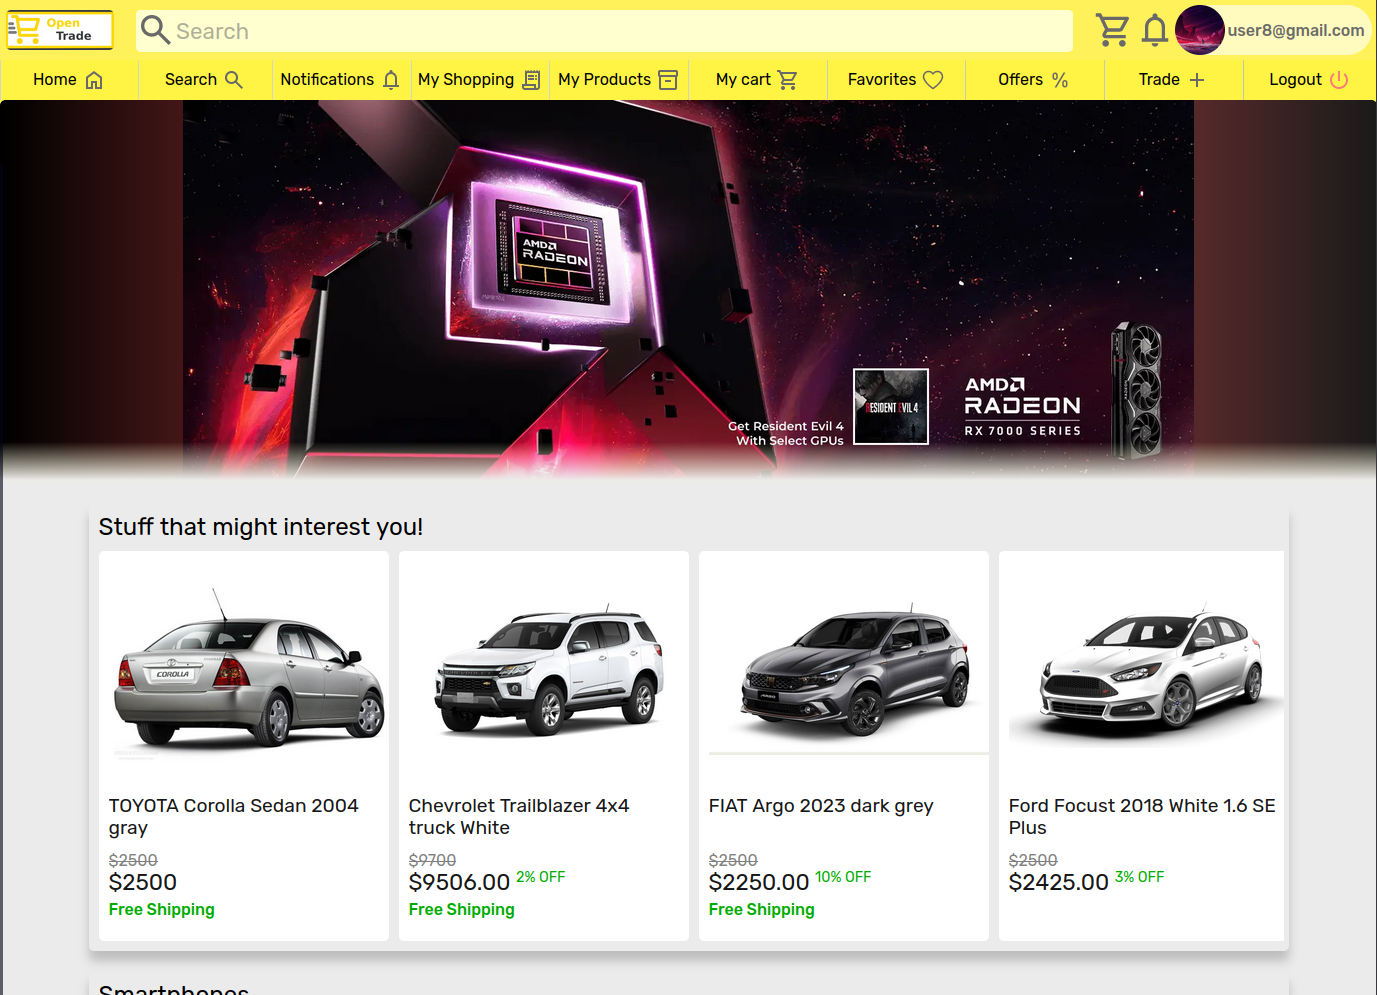 Open
Trade
Search
user8@gmail.com
Home
Search
Notifications
My Shopping
My Products
My cart
Favorites
Offers
Trade
Logout
AMD
RADEON
Get Resident Evil 4
With Select GPUs
RESIDENT EVIL 4
AMD
RADEON
RX 7000 SERIES
Stuff that might interest you!
COROLLA
TOYOTA Corolla Sedan 2004
gray
$2500
$2500
Free Shipping
Chevrolet Trailblazer 4x4
truck White
$9700
$9506.00 2% OFF
Free Shipping
ARGO
FIAT Argo 2023 dark grey
$2500
$2250.00 10% OFF
Free Shipping
Ford Focust 2018 White 1.6 SE
Plus
$2500
$2425.00 3% OFF
Smartphones